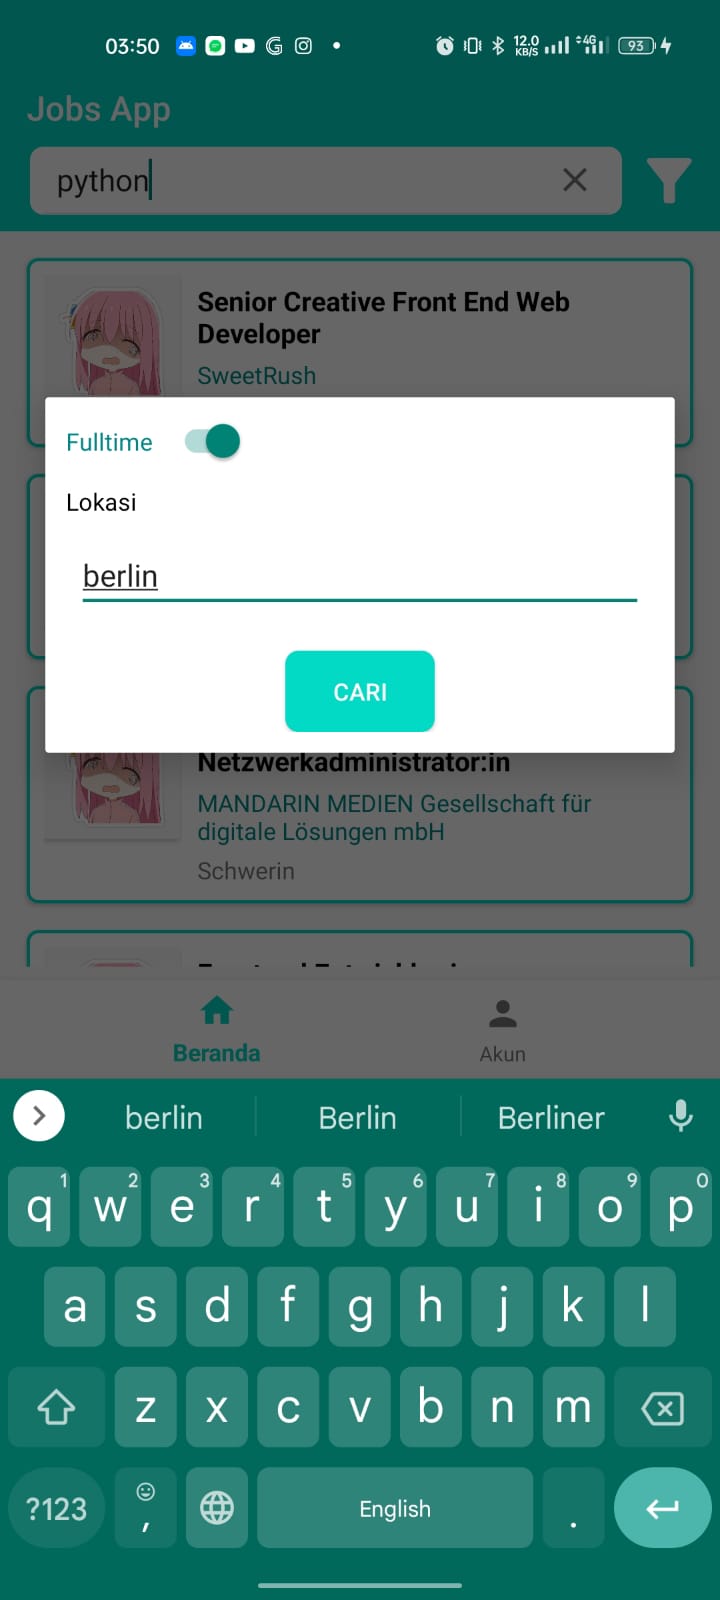 03:50
12.0 KB/S
4G
93
Jobs App
python
Senior Creative Front End Web
Developer
SweetRush
Fulltime
Lokasi
berlin
CARI
Netzwerkadministrator:in
MANDARIN MEDIEN Gesellschaft für
digitale Lösungen mbH
Schwerin
Beranda
Akun
berlin Berlin Berliner
1 2 3 4 5 6 7 8 9 0
q w e r t y u i o p
a s d f g h j k l
z x c v b n m
?123 , English .